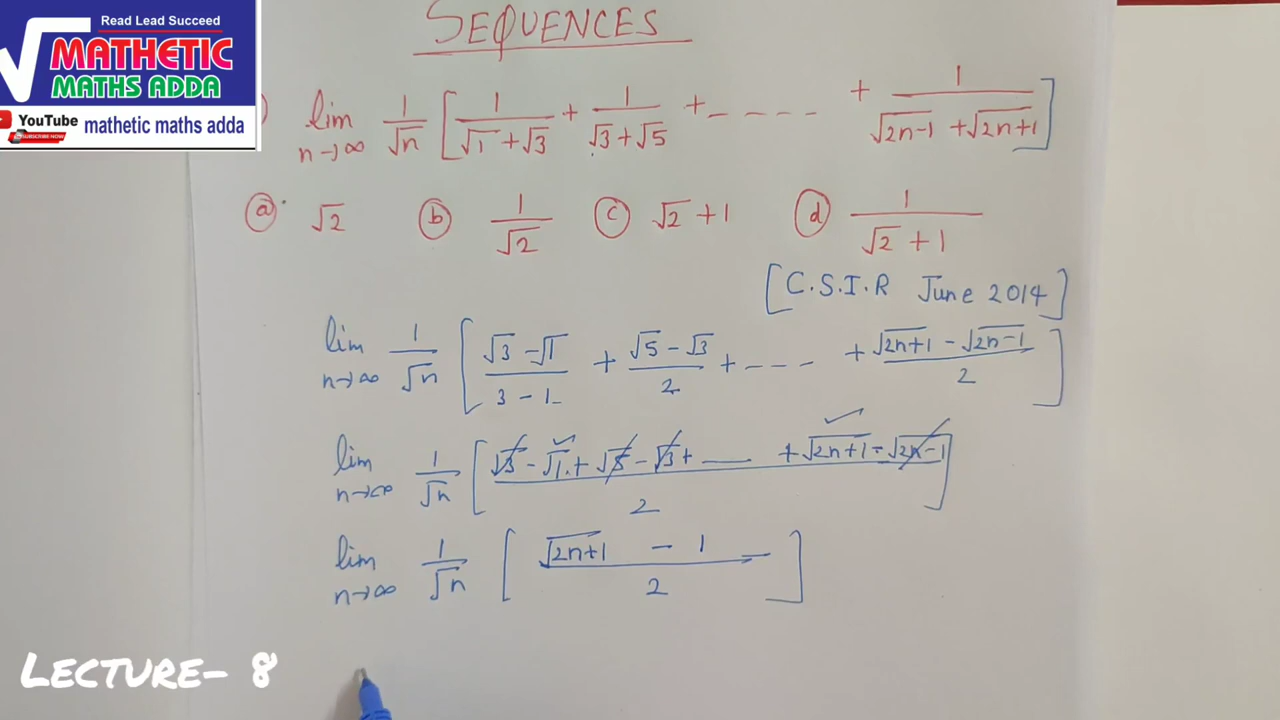 Read Lead Succeed
MATHETIC
MATHS ADDA
YouTube mathetic maths adda
SUBSCRIBE NOW
SEQUENCES
) lim n→∞ 1/√n [ 1/(√1 + √3) + 1/(√3 + √5) + ---- + 1/(√2n-1 + √2n+1) ]
ⓐ √2 ⓑ 1/√2 ⓒ √2 + 1 ⓓ 1/(√2 + 1)
[C.S.I.R June 2014]
lim n→∞ 1/√n [ (√3 - √1)/(3 - 1) + (√5 - √3)/2 + ---- + (√2n+1 - √2n-1)/2 ]
lim n→∞ 1/√n [ (√3 - √1 + √5 - √3 + ---- + √2n+1 - √2n-1)/2 ]
lim n→∞ 1/√n [ (√2n+1 - 1)/2 ]
LECTURE- 8